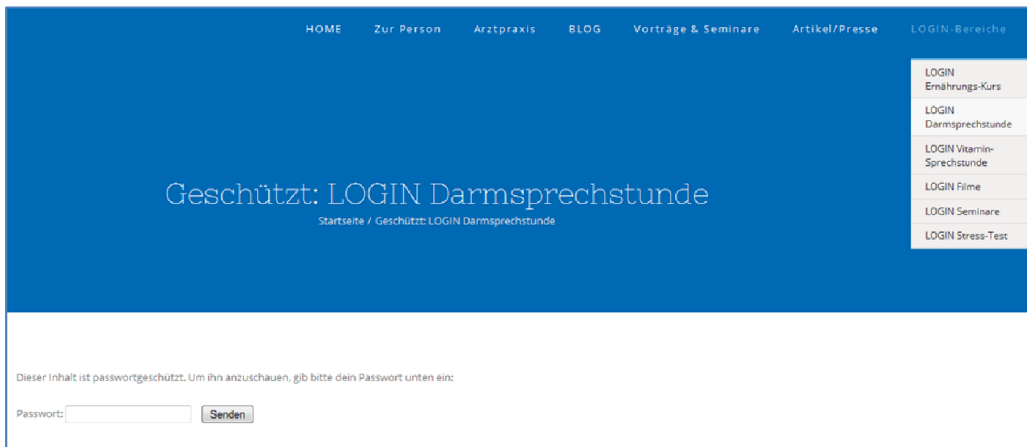 HOME Zur Person Arztpraxis BLOG Vorträge & Seminare Artikel/Presse LOGIN-Bereiche
LOGIN
Ernährungs-Kurs
LOGIN
Darmsprechstunde
LOGIN Vitamin-
Sprechstunde
LOGIN Filme
LOGIN Seminare
LOGIN Stress-Test
Geschützt: LOGIN Darmsprechstunde
Startseite / Geschützt: LOGIN Darmsprechstunde
Dieser Inhalt ist passwortgeschützt. Um ihn anzuschauen, gib bitte dein Passwort unten ein:
Passwort: Senden